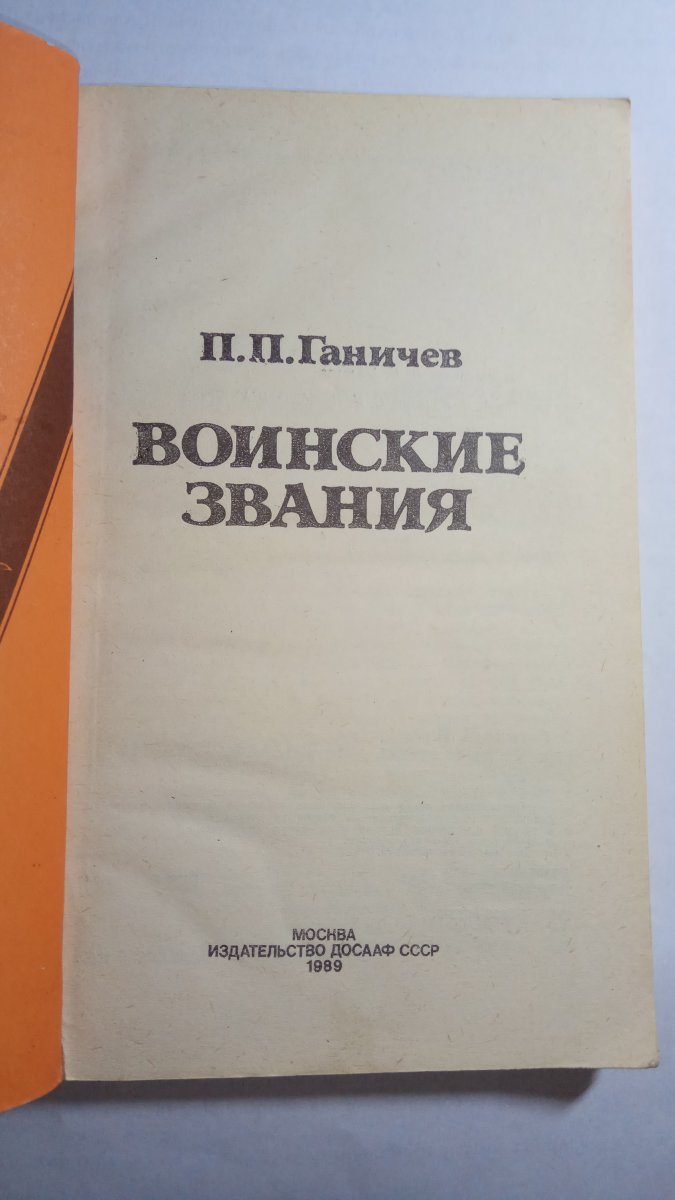 П.П.Ганичев
ВОИНСКИЕ
ЗВАНИЯ
МОСКВА
ИЗДАТЕЛЬСТВО ДОСААФ СССР
1989